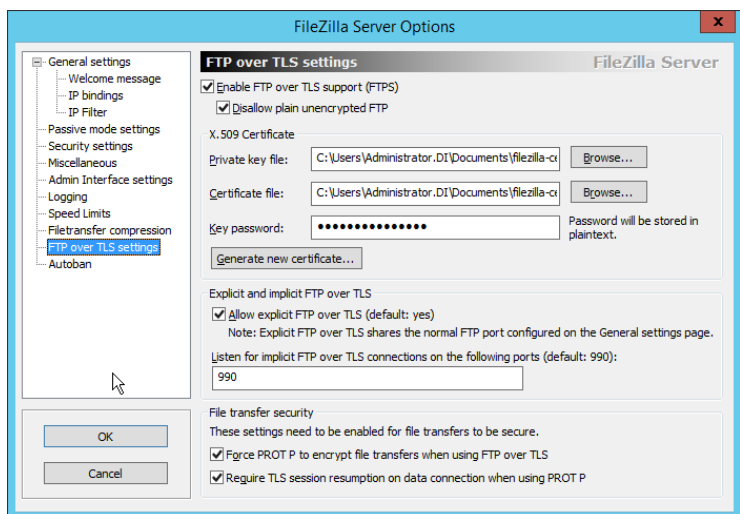 FileZilla Server Options
x
General settings
Welcome message
IP bindings
IP Filter
Passive mode settings
Security settings
Miscellaneous
Admin Interface settings
Logging
Speed Limits
Filetransfer compression
FTP over TLS settings
Autoban
OK
Cancel
FTP over TLS settings
FileZilla Server
Enable FTP over TLS support (FTPS)
Disallow plain unencrypted FTP
X.509 Certificate
Private key file:
C:\Users\Administrator.DI\Documents\filezilla-ce
Browse...
Certificate file:
C:\Users\Administrator.DI\Documents\filezilla-ce
Browse...
Key password:
•••••••••••••••
Password will be stored in
plaintext.
Generate new certificate...
Explicit and implicit FTP over TLS
Allow explicit FTP over TLS (default: yes)
Note: Explicit FTP over TLS shares the normal FTP port configured on the General settings page.
Listen for implicit FTP over TLS connections on the following ports (default: 990):
990
File transfer security
These settings need to be enabled for file transfers to be secure.
Force PROT P to encrypt file transfers when using FTP over TLS
Require TLS session resumption on data connection when using PROT P